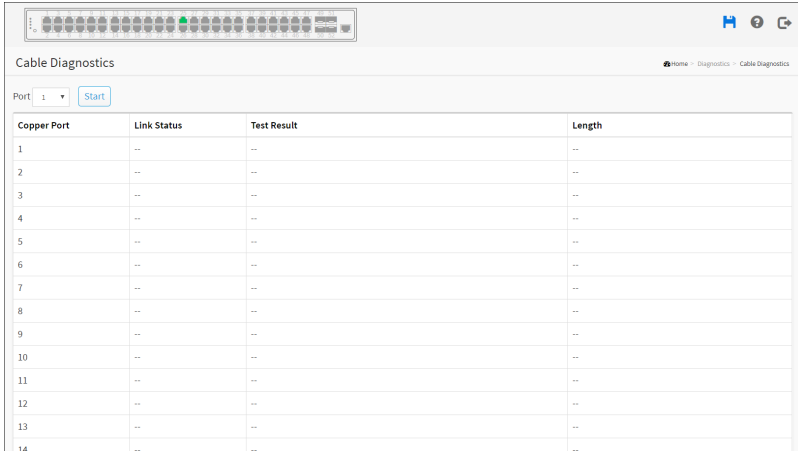 Cable Diagnostics
Home > Diagnostics > Cable Diagnostics
Port 1 Start
Copper Port Link Status Test Result Length
1 -- -- --
2 -- -- --
3 -- -- --
4 -- -- --
5 -- -- --
6 -- -- --
7 -- -- --
8 -- -- --
9 -- -- --
10 -- -- --
11 -- -- --
12 -- -- --
13 -- -- --
14 -- -- --